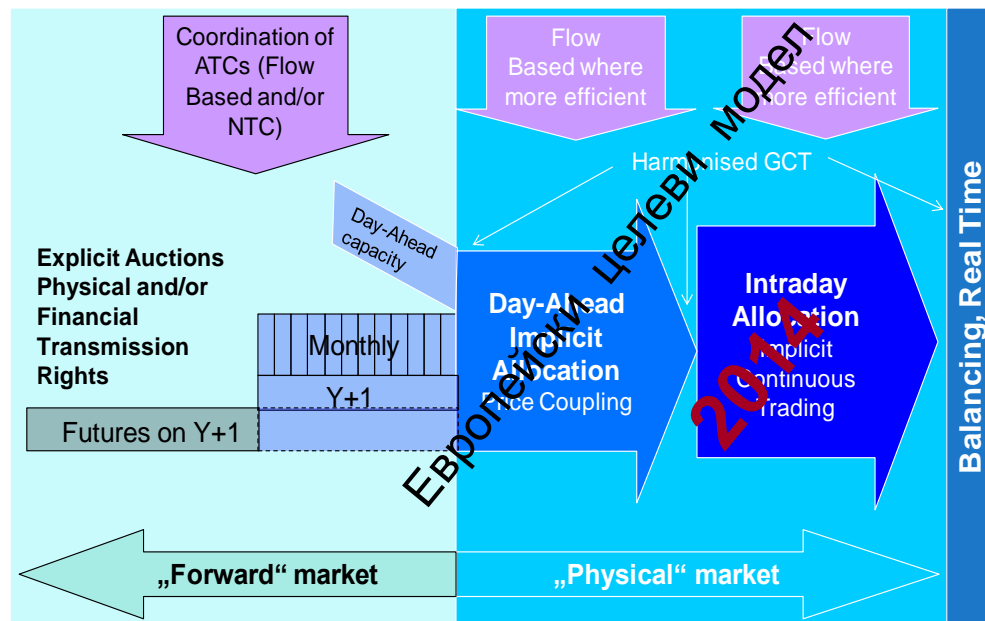 Coordination of
ATCs (Flow
Based and/or
NTC)
Flow
Based where
more efficient
Flow
Based where
more efficient
Harmonised GCT
Day-Ahead
capacity
Explicit Auctions
Physical and/or
Financial
Transmission
Rights
Monthly
Y+1
Futures on Y+1
Day-Ahead
Implicit
Allocation
Price Coupling
Intraday
Allocation
Implicit
Continuous
Trading
Balancing, Real Time
Европейски целеви модел
2014
„Forward“ market
„Physical“ market